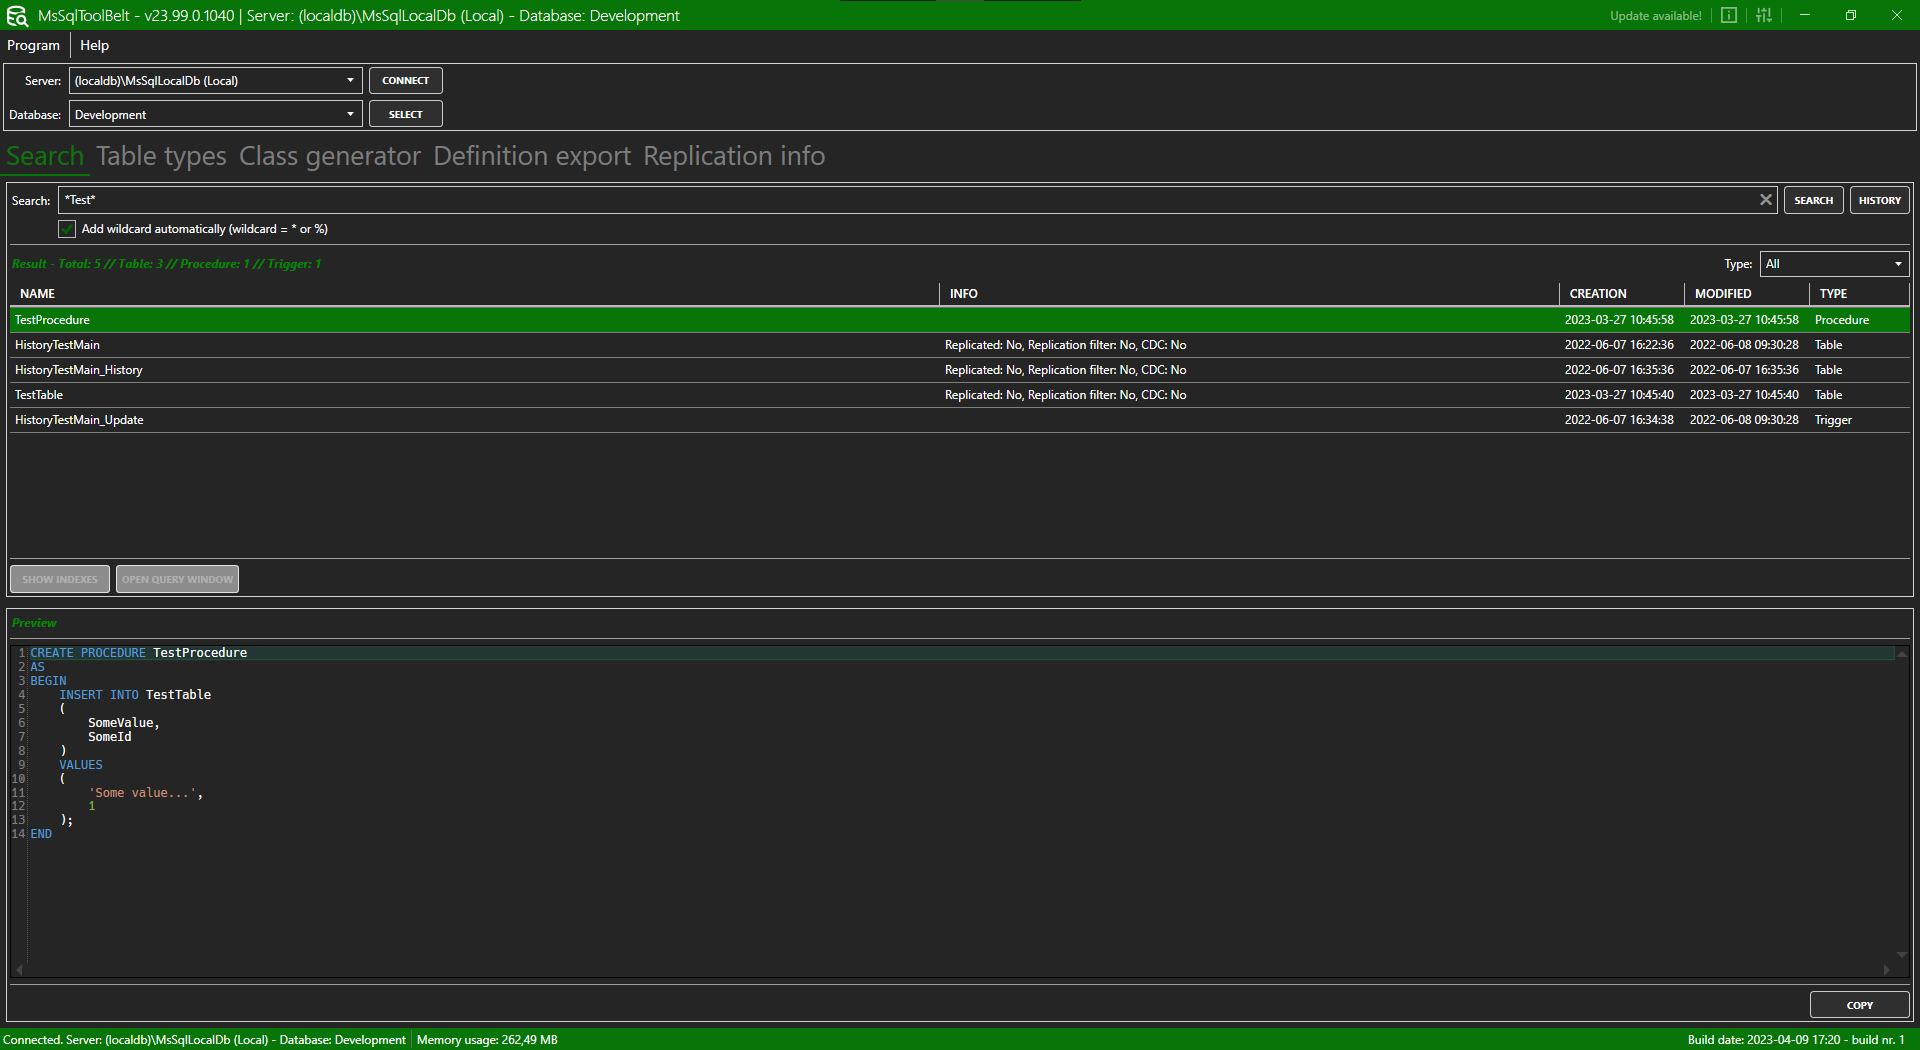 MsSqlToolBelt - v23.99.0.1040 | Server: (localdb)\MsSqlLocalDb (Local) - Database: Development
Update available!
Program
Help
Server:
(localdb)\MsSqlLocalDb (Local)
CONNECT
Database:
Development
SELECT
Search
Table types
Class generator
Definition export
Replication info
Search:
*Test*
SEARCH
HISTORY
Add wildcard automatically (wildcard = * or %)
Result - Total: 5 // Table: 3 // Procedure: 1 // Trigger: 1
Type:
All
NAME INFO CREATION MODIFIED TYPE
TestProcedure 2023-03-27 10:45:58 2023-03-27 10:45:58 Procedure
HistoryTestMain Replicated: No, Replication filter: No, CDC: No 2022-06-07 16:22:36 2022-06-08 09:30:28 Table
HistoryTestMain_History Replicated: No, Replication filter: No, CDC: No 2022-06-07 16:35:36 2022-06-07 16:35:36 Table
TestTable Replicated: No, Replication filter: No, CDC: No 2023-03-27 10:45:40 2023-03-27 10:45:40 Table
HistoryTestMain_Update 2022-06-07 16:34:38 2022-06-08 09:30:28 Trigger
SHOW INDEXES
OPEN QUERY WINDOW
Preview
1 CREATE PROCEDURE TestProcedure
2 AS
3 BEGIN
4 INSERT INTO TestTable
5 (
6 SomeValue,
7 SomeId
8 )
9 VALUES
10 (
11 'Some value...',
12 1
13 );
14 END
COPY
Connected. Server: (localdb)\MsSqlLocalDb (Local) - Database: Development
Memory usage: 262,49 MB
Build date: 2023-04-09 17:20 - build nr. 1